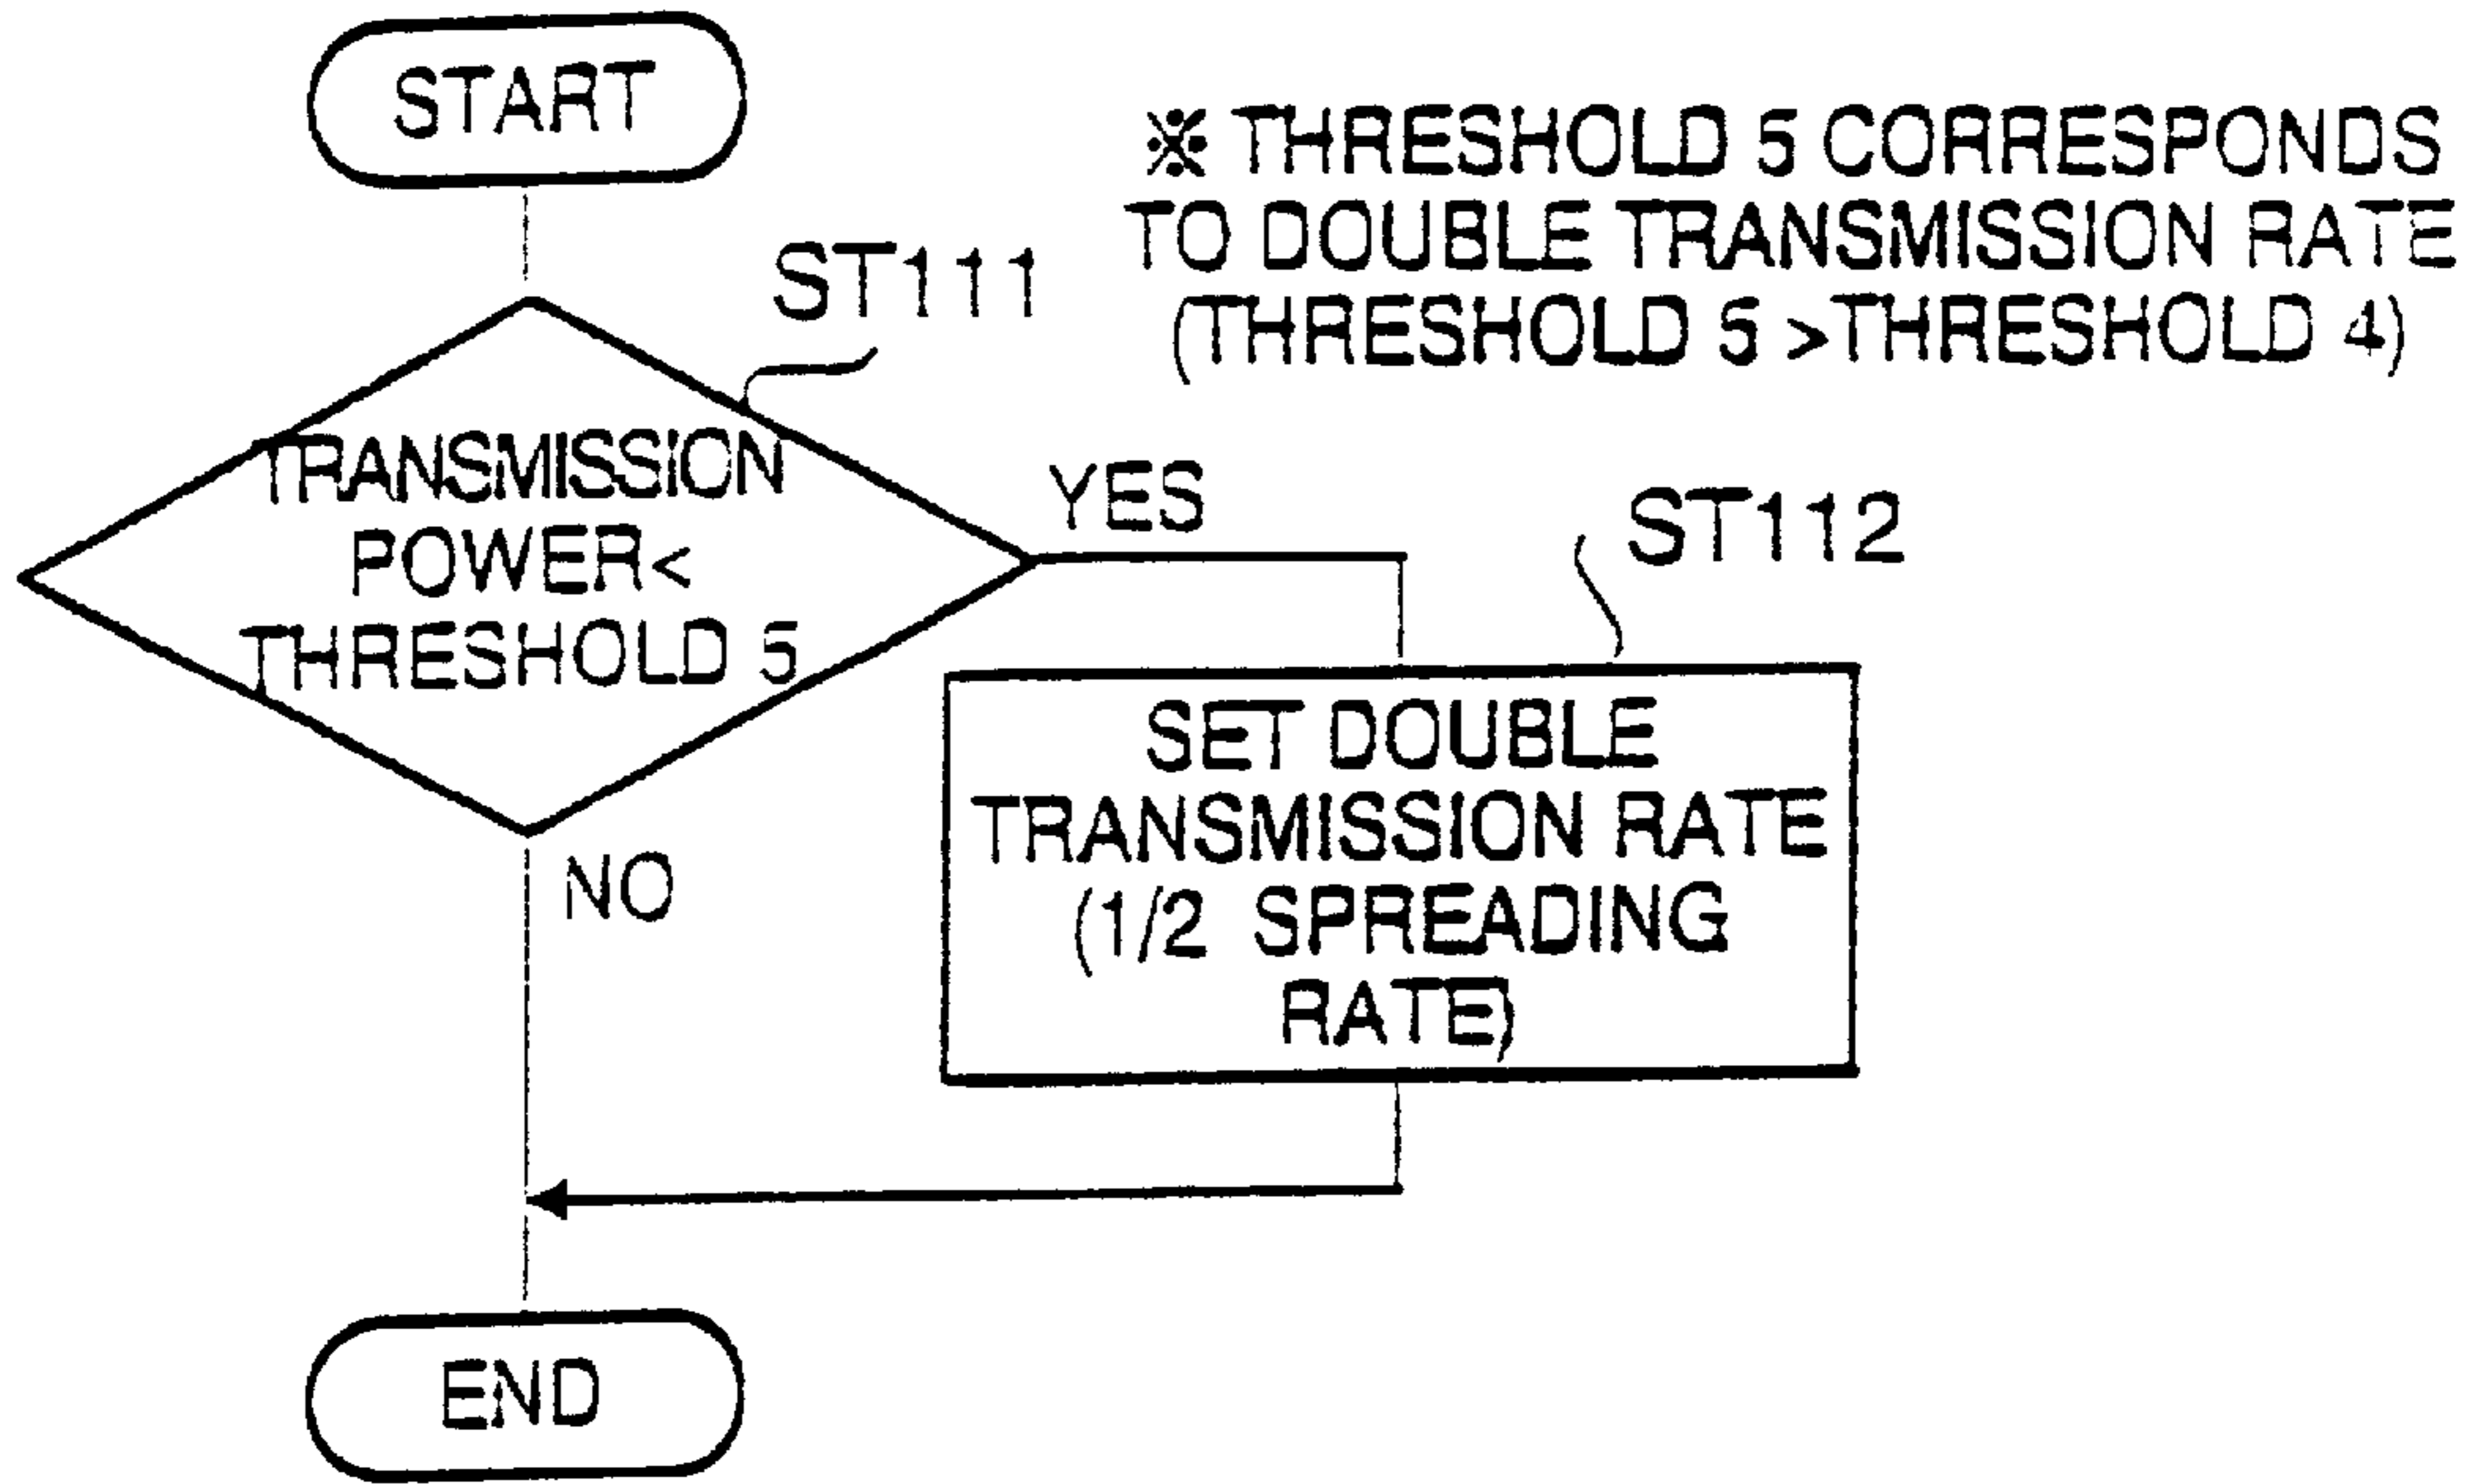 START
※ THRESHOLD 5 CORRESPONDS
TO DOUBLE TRANSMISSION RATE
(THRESHOLD 5 >THRESHOLD 4)
ST111
TRANSMISSION
POWER<
THRESHOLD 5
YES
NO
ST112
SET DOUBLE
TRANSMISSION RATE
(1/2 SPREADING
RATE)
END